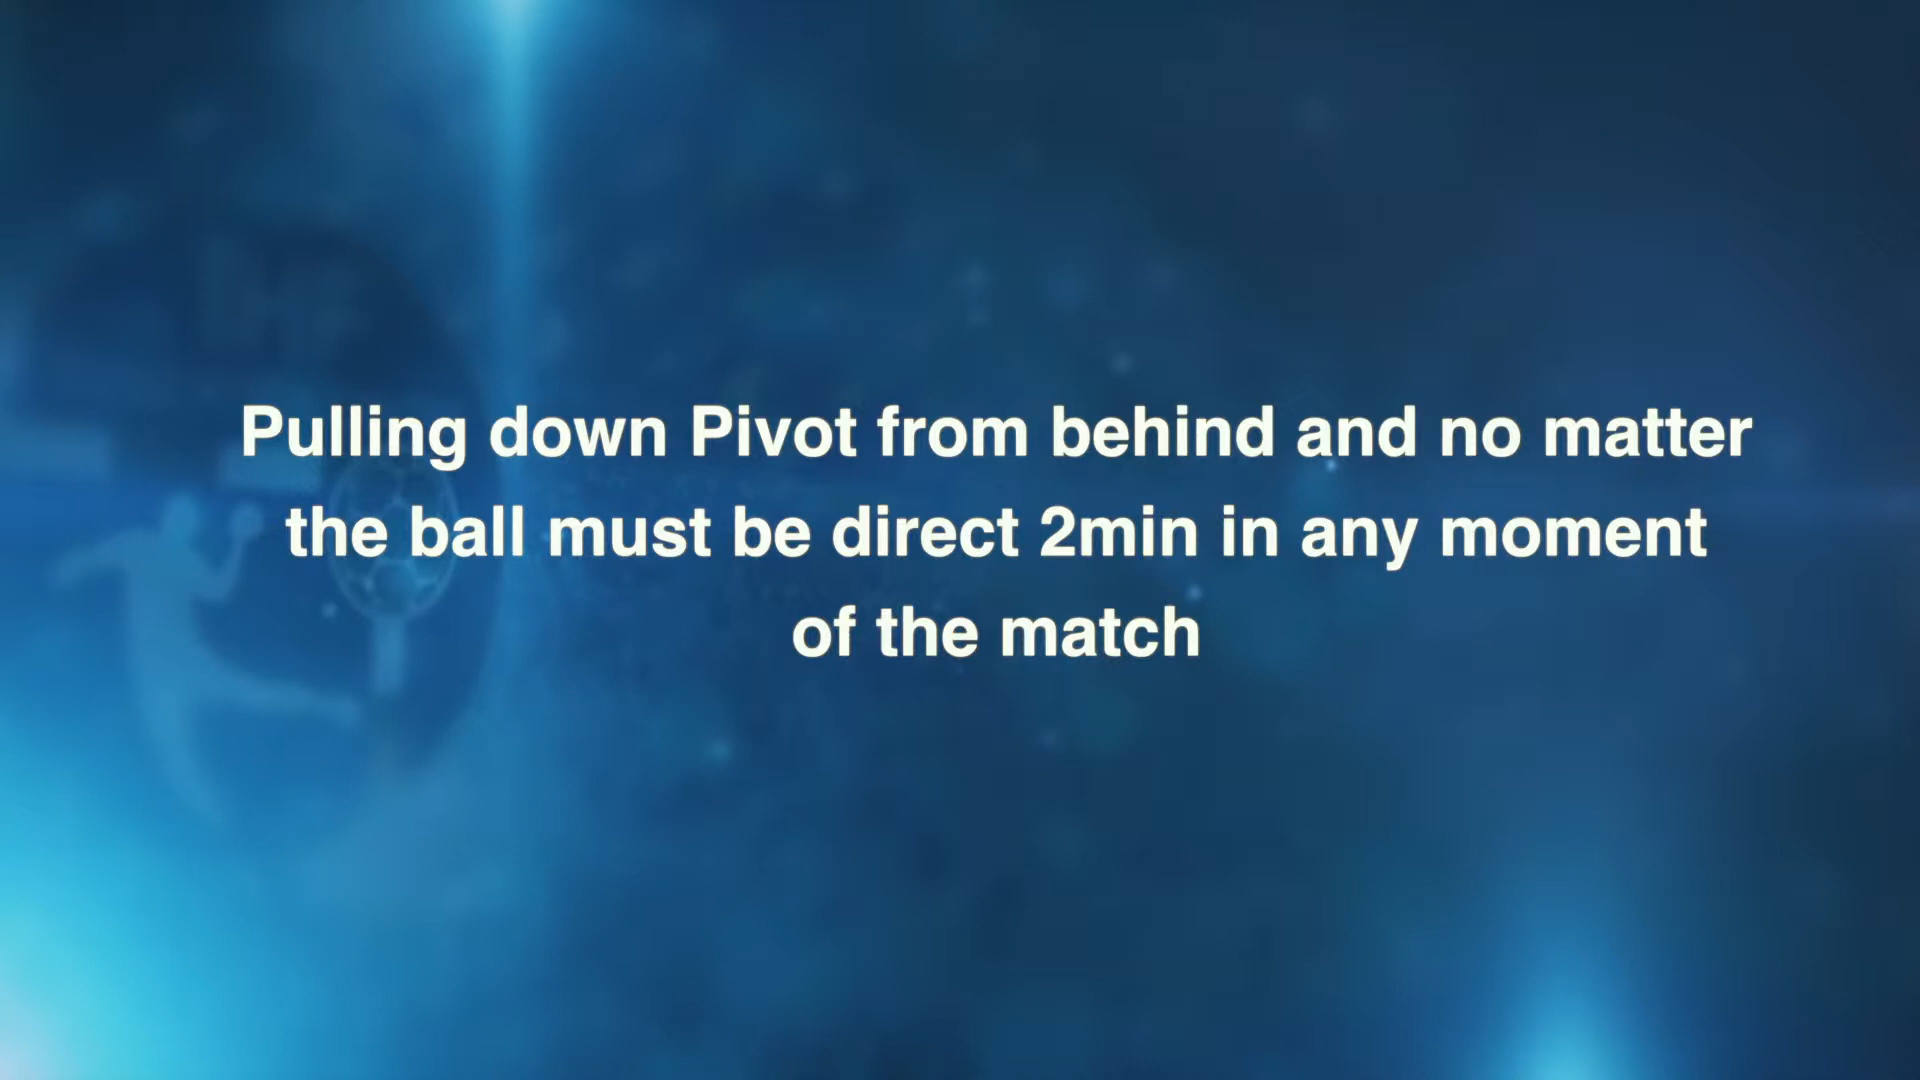 Pulling down Pivot from behind and no matter
the ball must be direct 2min in any moment
of the match